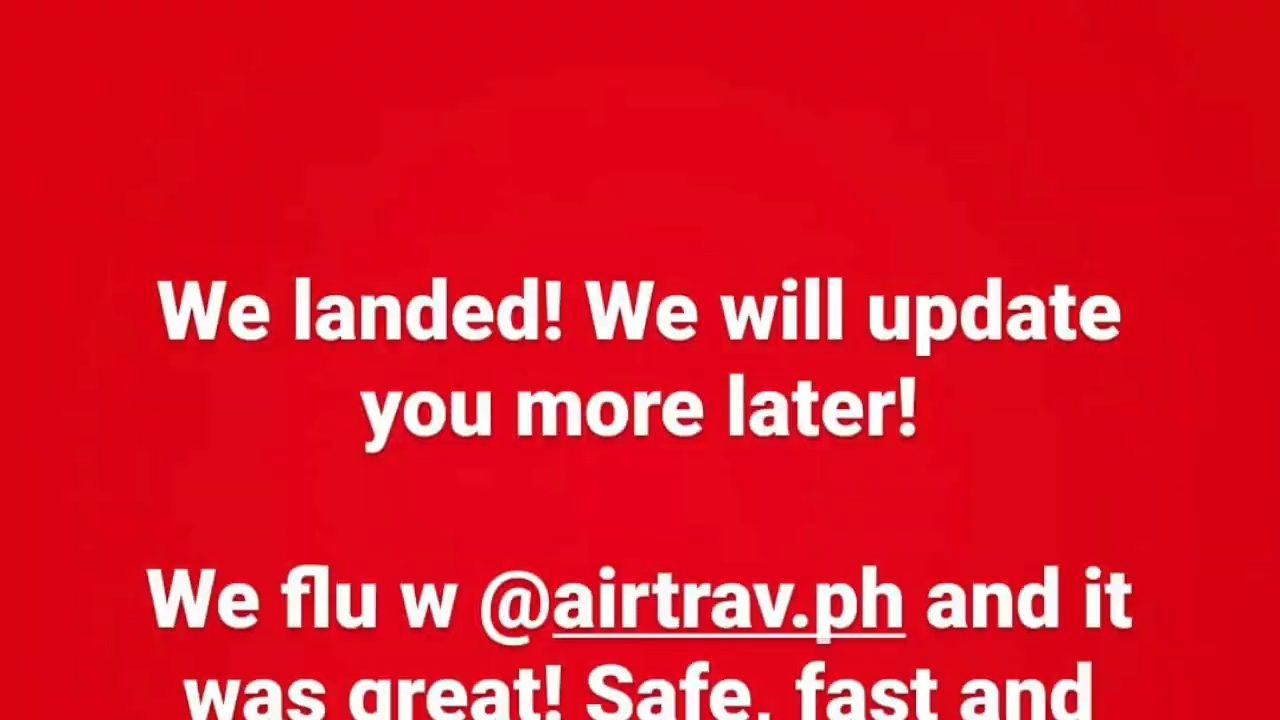 We landed! We will update
you more later!
We flu w @airtrav.ph and it
was great! Safe, fast and